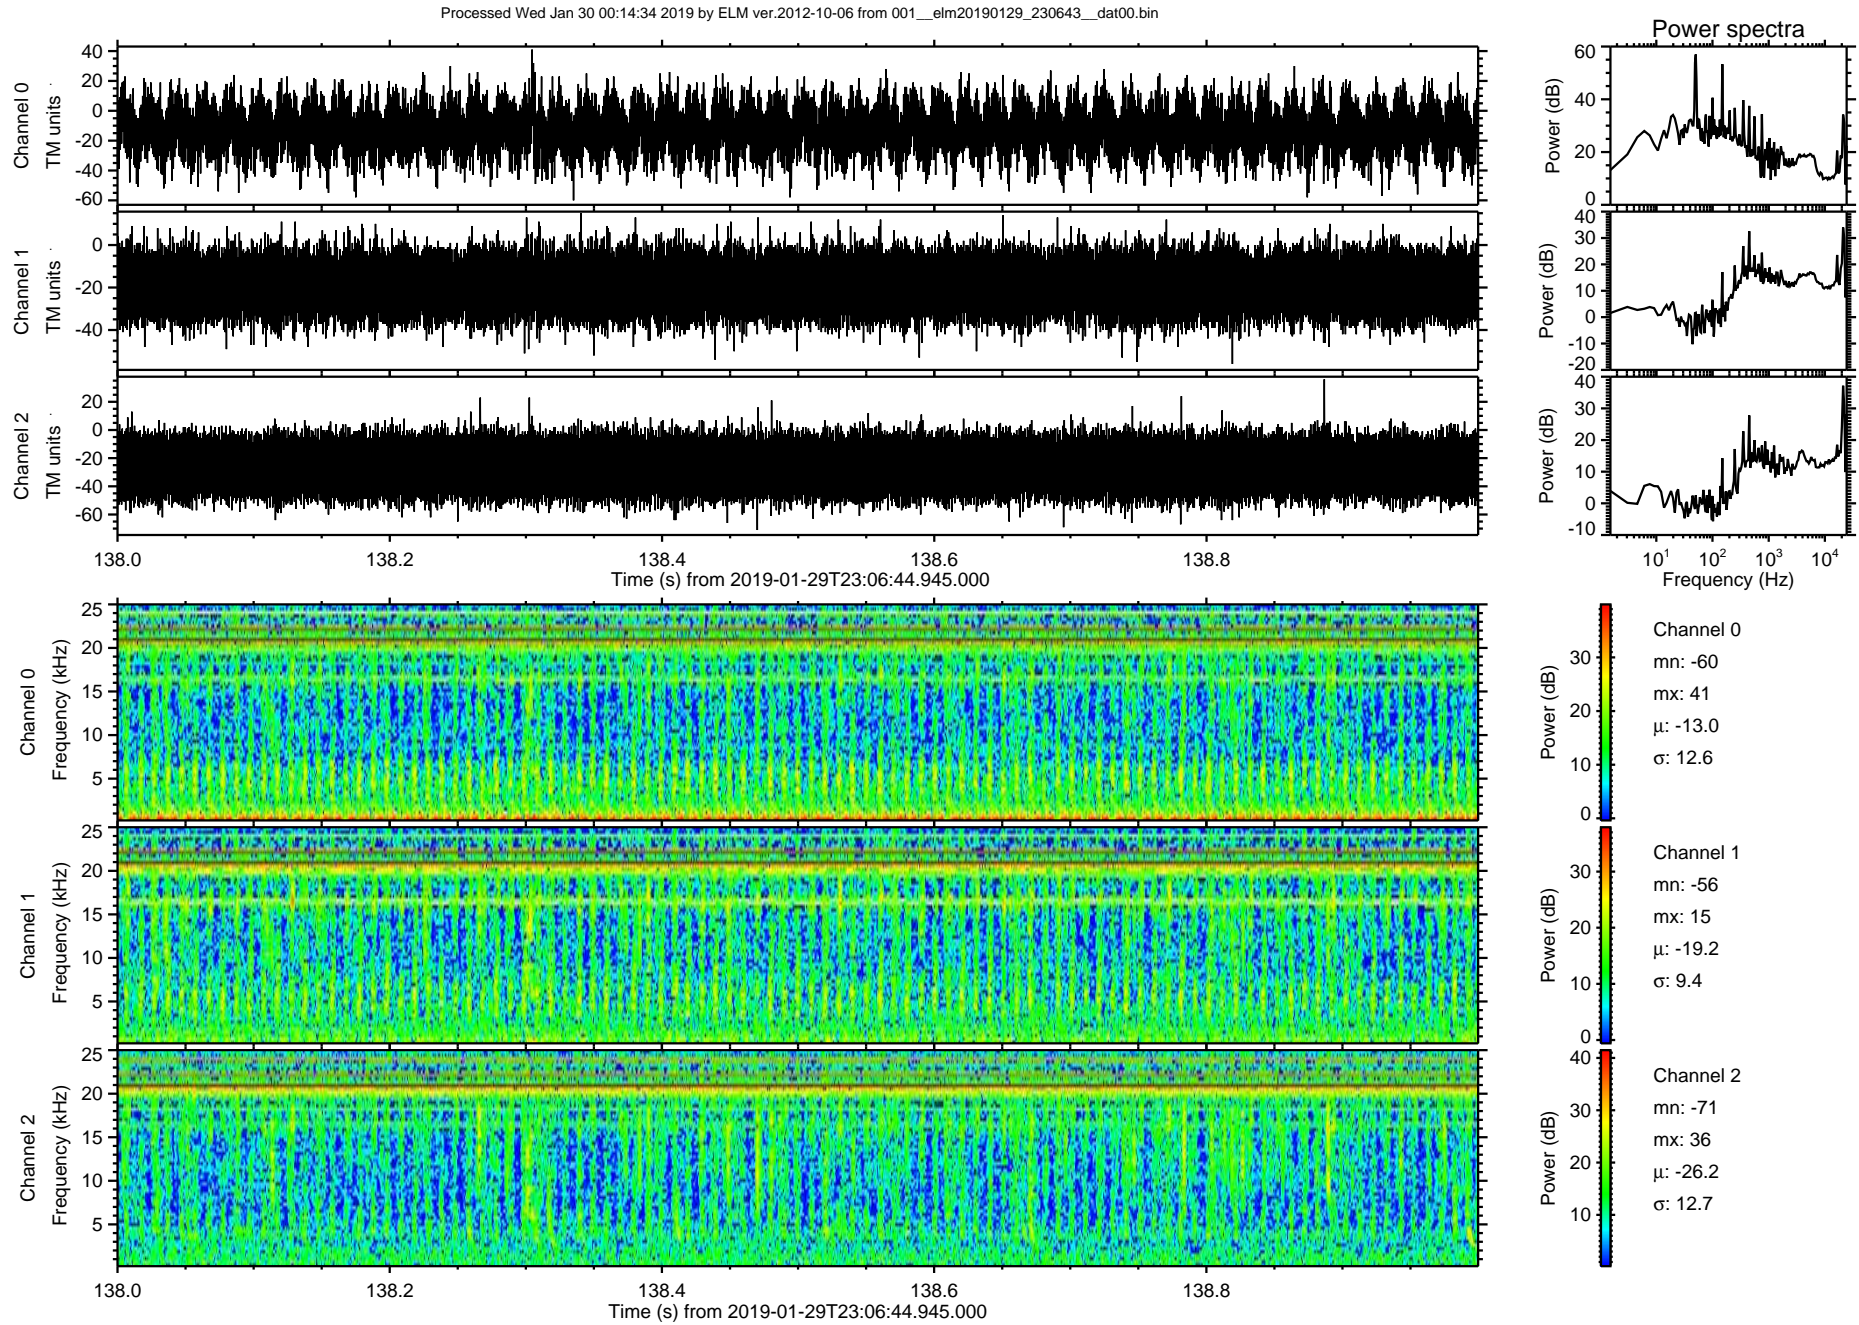 Processed Wed Jan 30 00:14:34 2019 by ELM ver.2012-10-06 from 001__elm20190129_230643__dat00.bin
Power spectra
Channel 0
TM units
40
20
0
-20
-40
-60
Power (dB)
60
40
20
0
Channel 1
TM units
0
-20
-40
Power (dB)
40
30
20
10
0
-10
-20
Channel 2
TM units
20
0
-20
-40
-60
Power (dB)
40
30
20
10
0
-10
138.0 138.2 138.4 138.6 138.8
Time (s) from 2019-01-29T23:06:44.945.000
10^1 10^2 10^3 10^4
Frequency (Hz)
Channel 0
Frequency (kHz)
25
20
15
10
5
Power (dB)
30
20
10
0
Channel 0
mn: -60
mx: 41
μ: -13.0
σ: 12.6
Channel 1
Frequency (kHz)
25
20
15
10
5
Power (dB)
30
20
10
0
Channel 1
mn: -56
mx: 15
μ: -19.2
σ: 9.4
Channel 2
Frequency (kHz)
25
20
15
10
5
Power (dB)
40
30
20
10
Channel 2
mn: -71
mx: 36
μ: -26.2
σ: 12.7
138.0 138.2 138.4 138.6 138.8
Time (s) from 2019-01-29T23:06:44.945.000